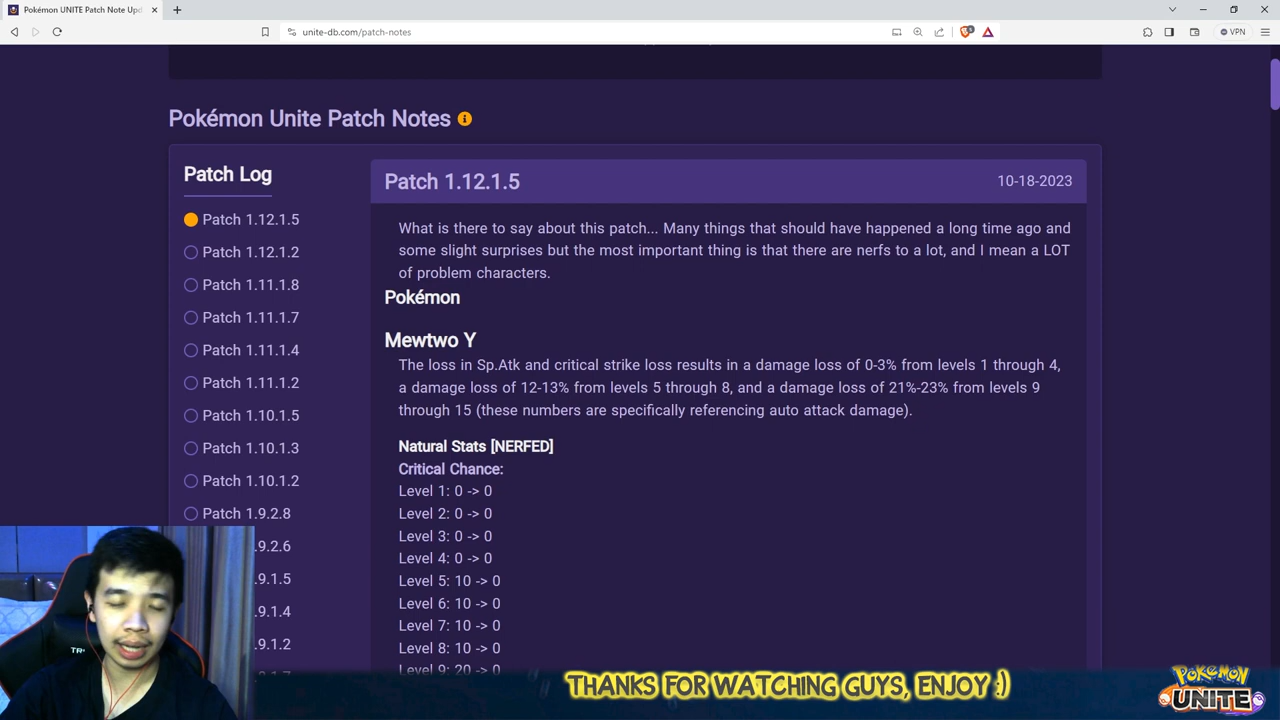 Pokémon UNITE Patch Note Upd
unite-db.com/patch-notes
5
VPN
Pokémon Unite Patch Notes
Patch Log
Patch 1.12.1.5
Patch 1.12.1.2
Patch 1.11.1.8
Patch 1.11.1.7
Patch 1.11.1.4
Patch 1.11.1.2
Patch 1.10.1.5
Patch 1.10.1.3
Patch 1.10.1.2
Patch 1.9.2.8
.9.2.6
.9.1.5
.9.1.4
.9.1.2
Patch 1.12.1.5
10-18-2023
What is there to say about this patch... Many things that should have happened a long time ago and
some slight surprises but the most important thing is that there are nerfs to a lot, and I mean a LOT
of problem characters.
Pokémon
Mewtwo Y
The loss in Sp.Atk and critical strike loss results in a damage loss of 0-3% from levels 1 through 4,
a damage loss of 12-13% from levels 5 through 8, and a damage loss of 21%-23% from levels 9
through 15 (these numbers are specifically referencing auto attack damage).
Natural Stats [NERFED]
Critical Chance:
Level 1: 0 -> 0
Level 2: 0 -> 0
Level 3: 0 -> 0
Level 4: 0 -> 0
Level 5: 10 -> 0
Level 6: 10 -> 0
Level 7: 10 -> 0
Level 8: 10 -> 0
Level 9: 20 -> 0
THANKS FOR WATCHING GUYS, ENJOY :)
POKÉMON
UNITE